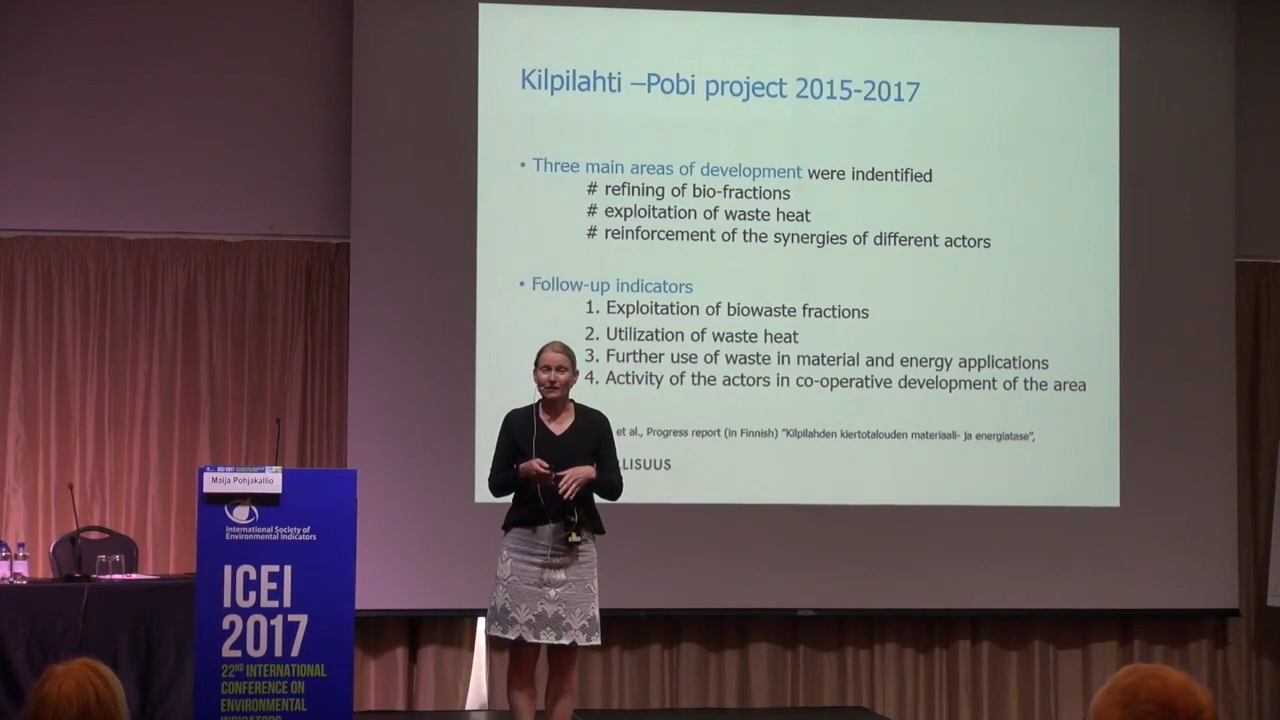 Kilpilahti –Pobi project 2015-2017
• Three main areas of development were indentified
# refining of bio-fractions
# exploitation of waste heat
# reinforcement of the synergies of different actors
• Follow-up indicators
1. Exploitation of biowaste fractions
2. Utilization of waste heat
3. Further use of waste in material and energy applications
4. Activity of the actors in co-operative development of the area
et al., Progress report (in Finnish) "Kilpilahden kiertotalouden materiaali- ja energiatase",
LISUUS
ICEI 2017
Maija Pohjakallio
International Society of
Environmental Indicators
ICEI
2017
22ND INTERNATIONAL
CONFERENCE ON
ENVIRONMENTAL
INDICATORS